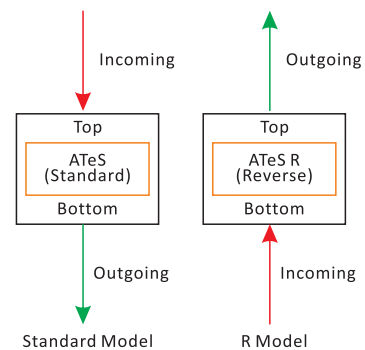 Incoming
Top
ATeS
(Standard)
Bottom
Outgoing
Standard Model
Outgoing
Top
ATeS R
(Reverse)
Bottom
Incoming
R Model